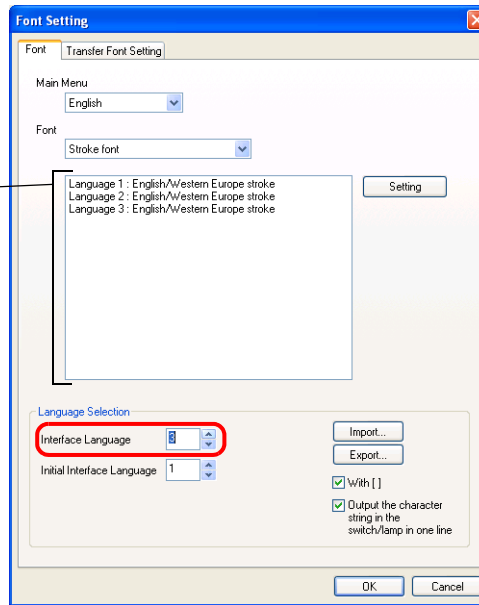 Font Setting
Font
Transfer Font Setting
Main Menu
English
Font
Stroke font
Language 1 : English/Western Europe stroke
Language 2 : English/Western Europe stroke
Language 3 : English/Western Europe stroke
Setting
Language Selection
Interface Language
3
Initial Interface Language
1
Import...
Export...
With [ ]
Output the character
string in the
switch/lamp in one line
OK
Cancel